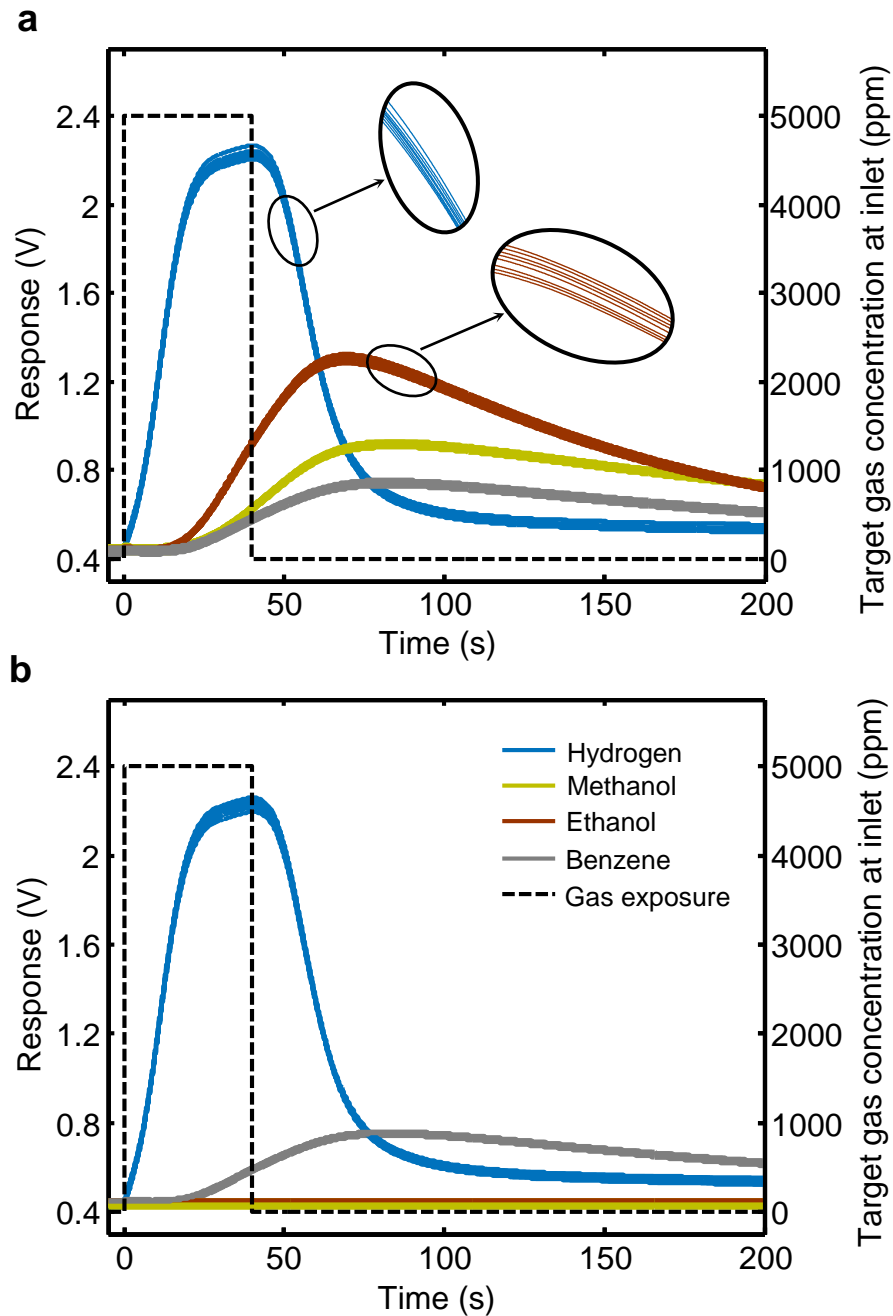 a
2.4
2
1.6
1.2
0.8
0.4
Response (V)
5000
4000
3000
2000
1000
0
Target gas concentration at inlet (ppm)
0
50
100
150
200
Time (s)
b
2.4
2
1.6
1.2
0.8
0.4
Response (V)
Hydrogen
Methanol
Ethanol
Benzene
Gas exposure
5000
4000
3000
2000
1000
0
Target gas concentration at inlet (ppm)
0
50
100
150
200
Time (s)